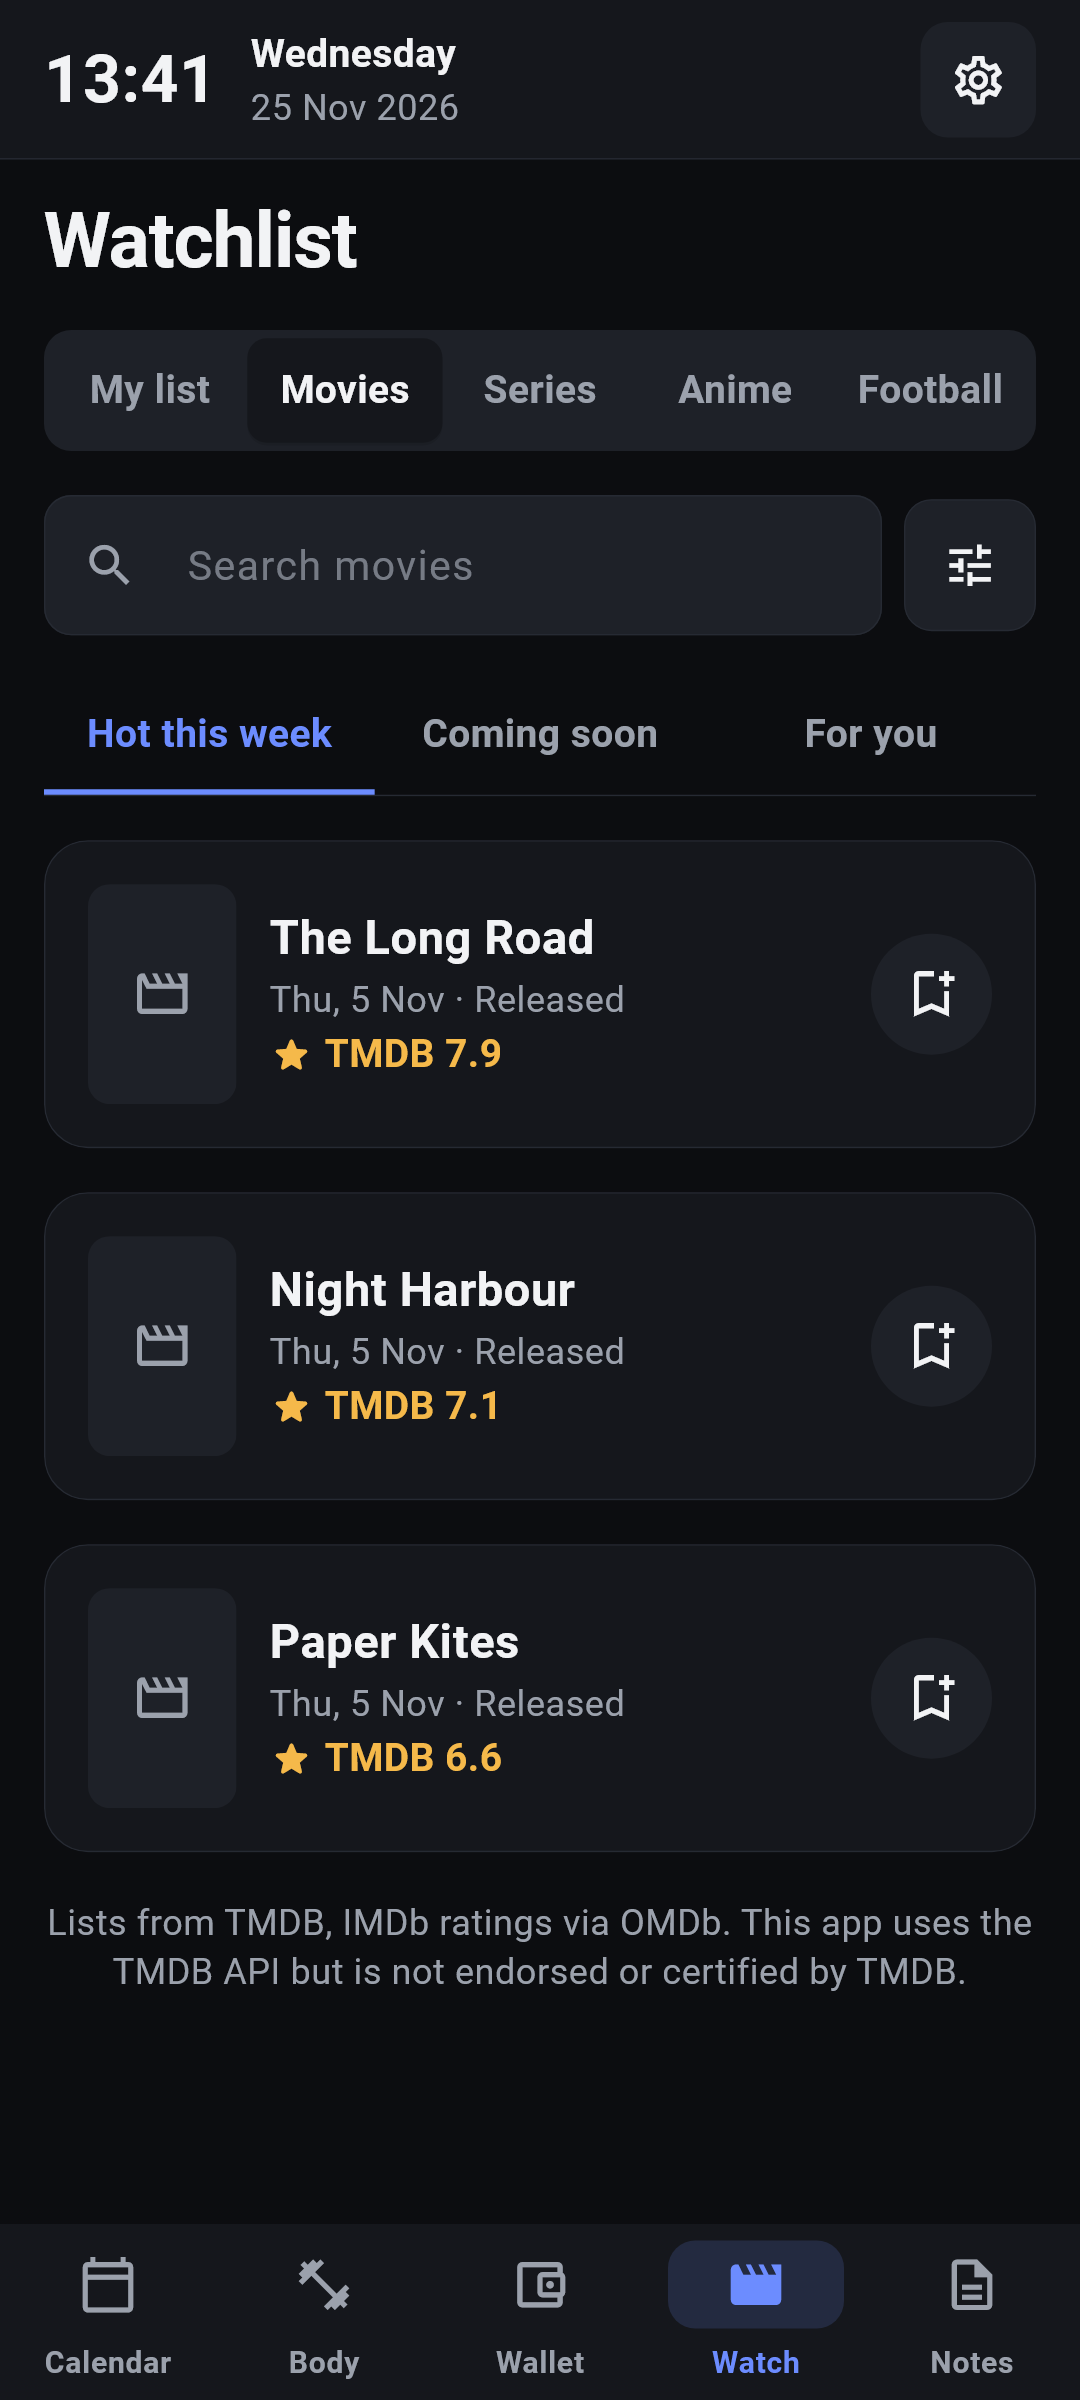 13:41
Wednesday
25 Nov 2026
Watchlist
My list
Movies
Series
Anime
Football
Search movies
Hot this week
Coming soon
For you
The Long Road
Thu, 5 Nov · Released
TMDB 7.9
Night Harbour
Thu, 5 Nov · Released
TMDB 7.1
Paper Kites
Thu, 5 Nov · Released
TMDB 6.6
Lists from TMDB, IMDb ratings via OMDb. This app uses the
TMDB API but is not endorsed or certified by TMDB.
Calendar
Body
Wallet
Watch
Notes